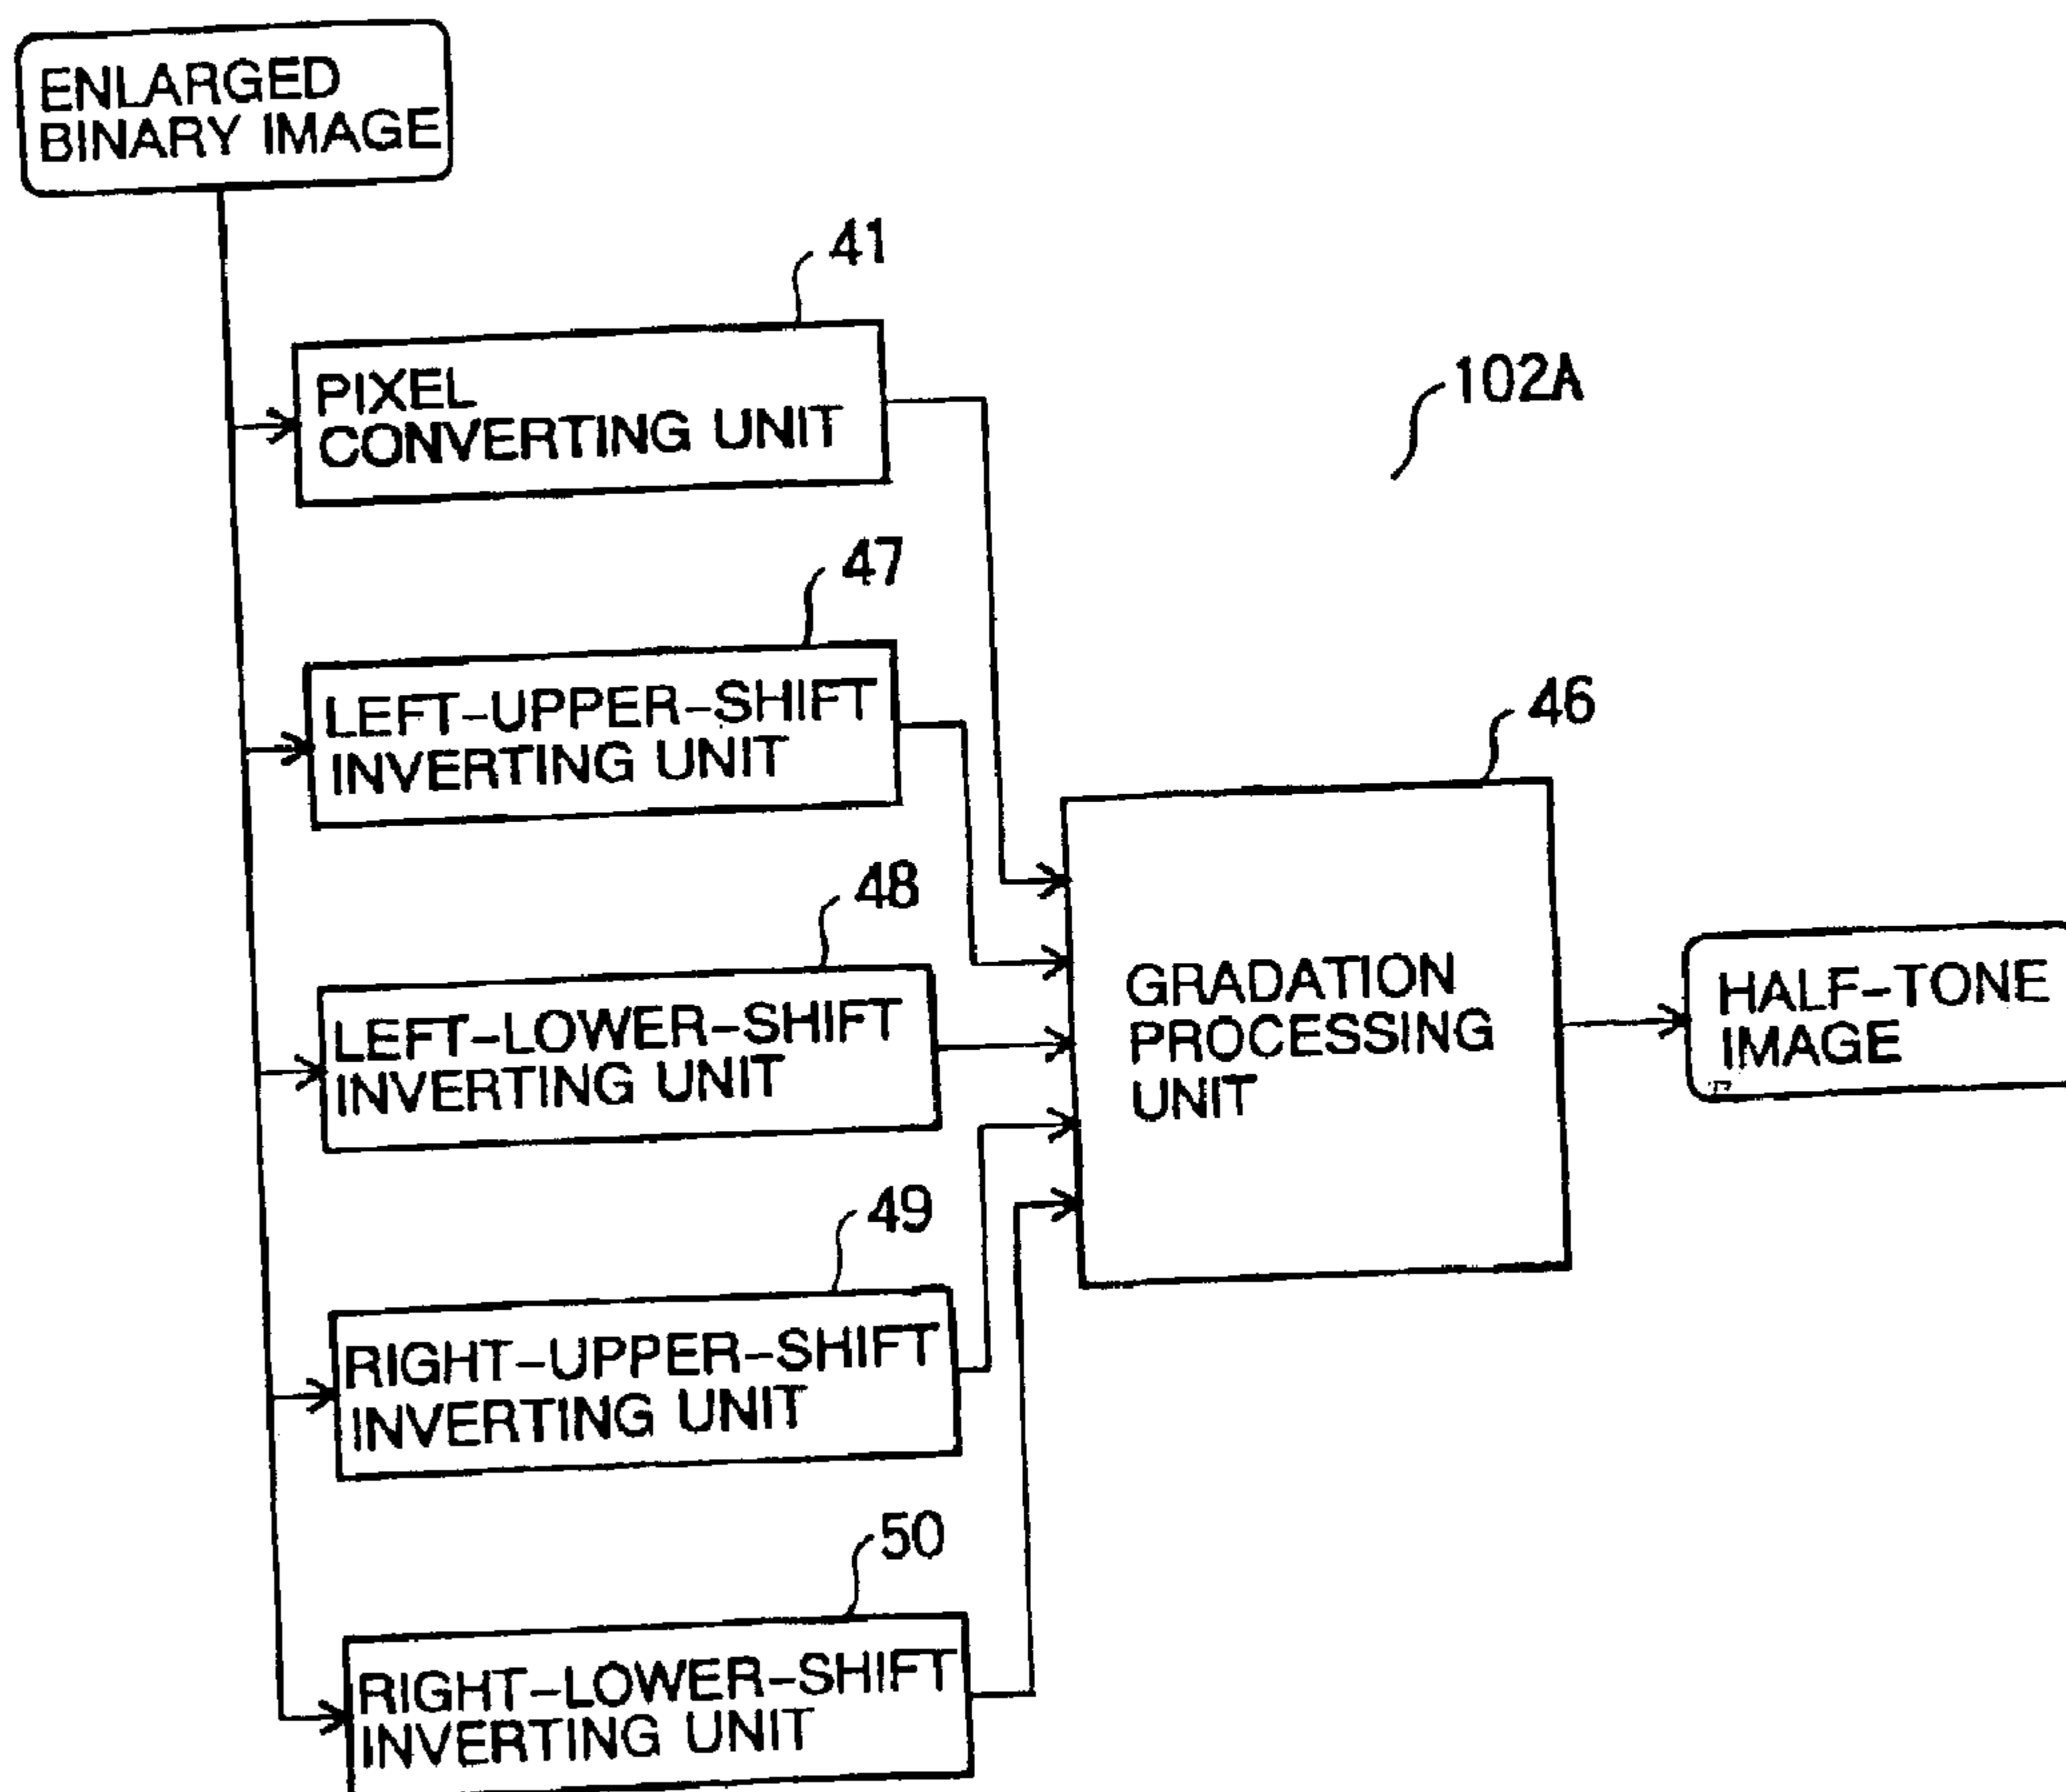 ENLARGED
BINARY IMAGE
41
PIXEL
CONVERTING UNIT
102A
47
LEFT-UPPER-SHIFT
INVERTING UNIT
46
48
LEFT-LOWER-SHIFT
INVERTING UNIT
GRADATION
PROCESSING
UNIT
HALF-TONE
IMAGE
49
RIGHT-UPPER-SHIFT
INVERTING UNIT
50
RIGHT-LOWER-SHIFT
INVERTING UNIT